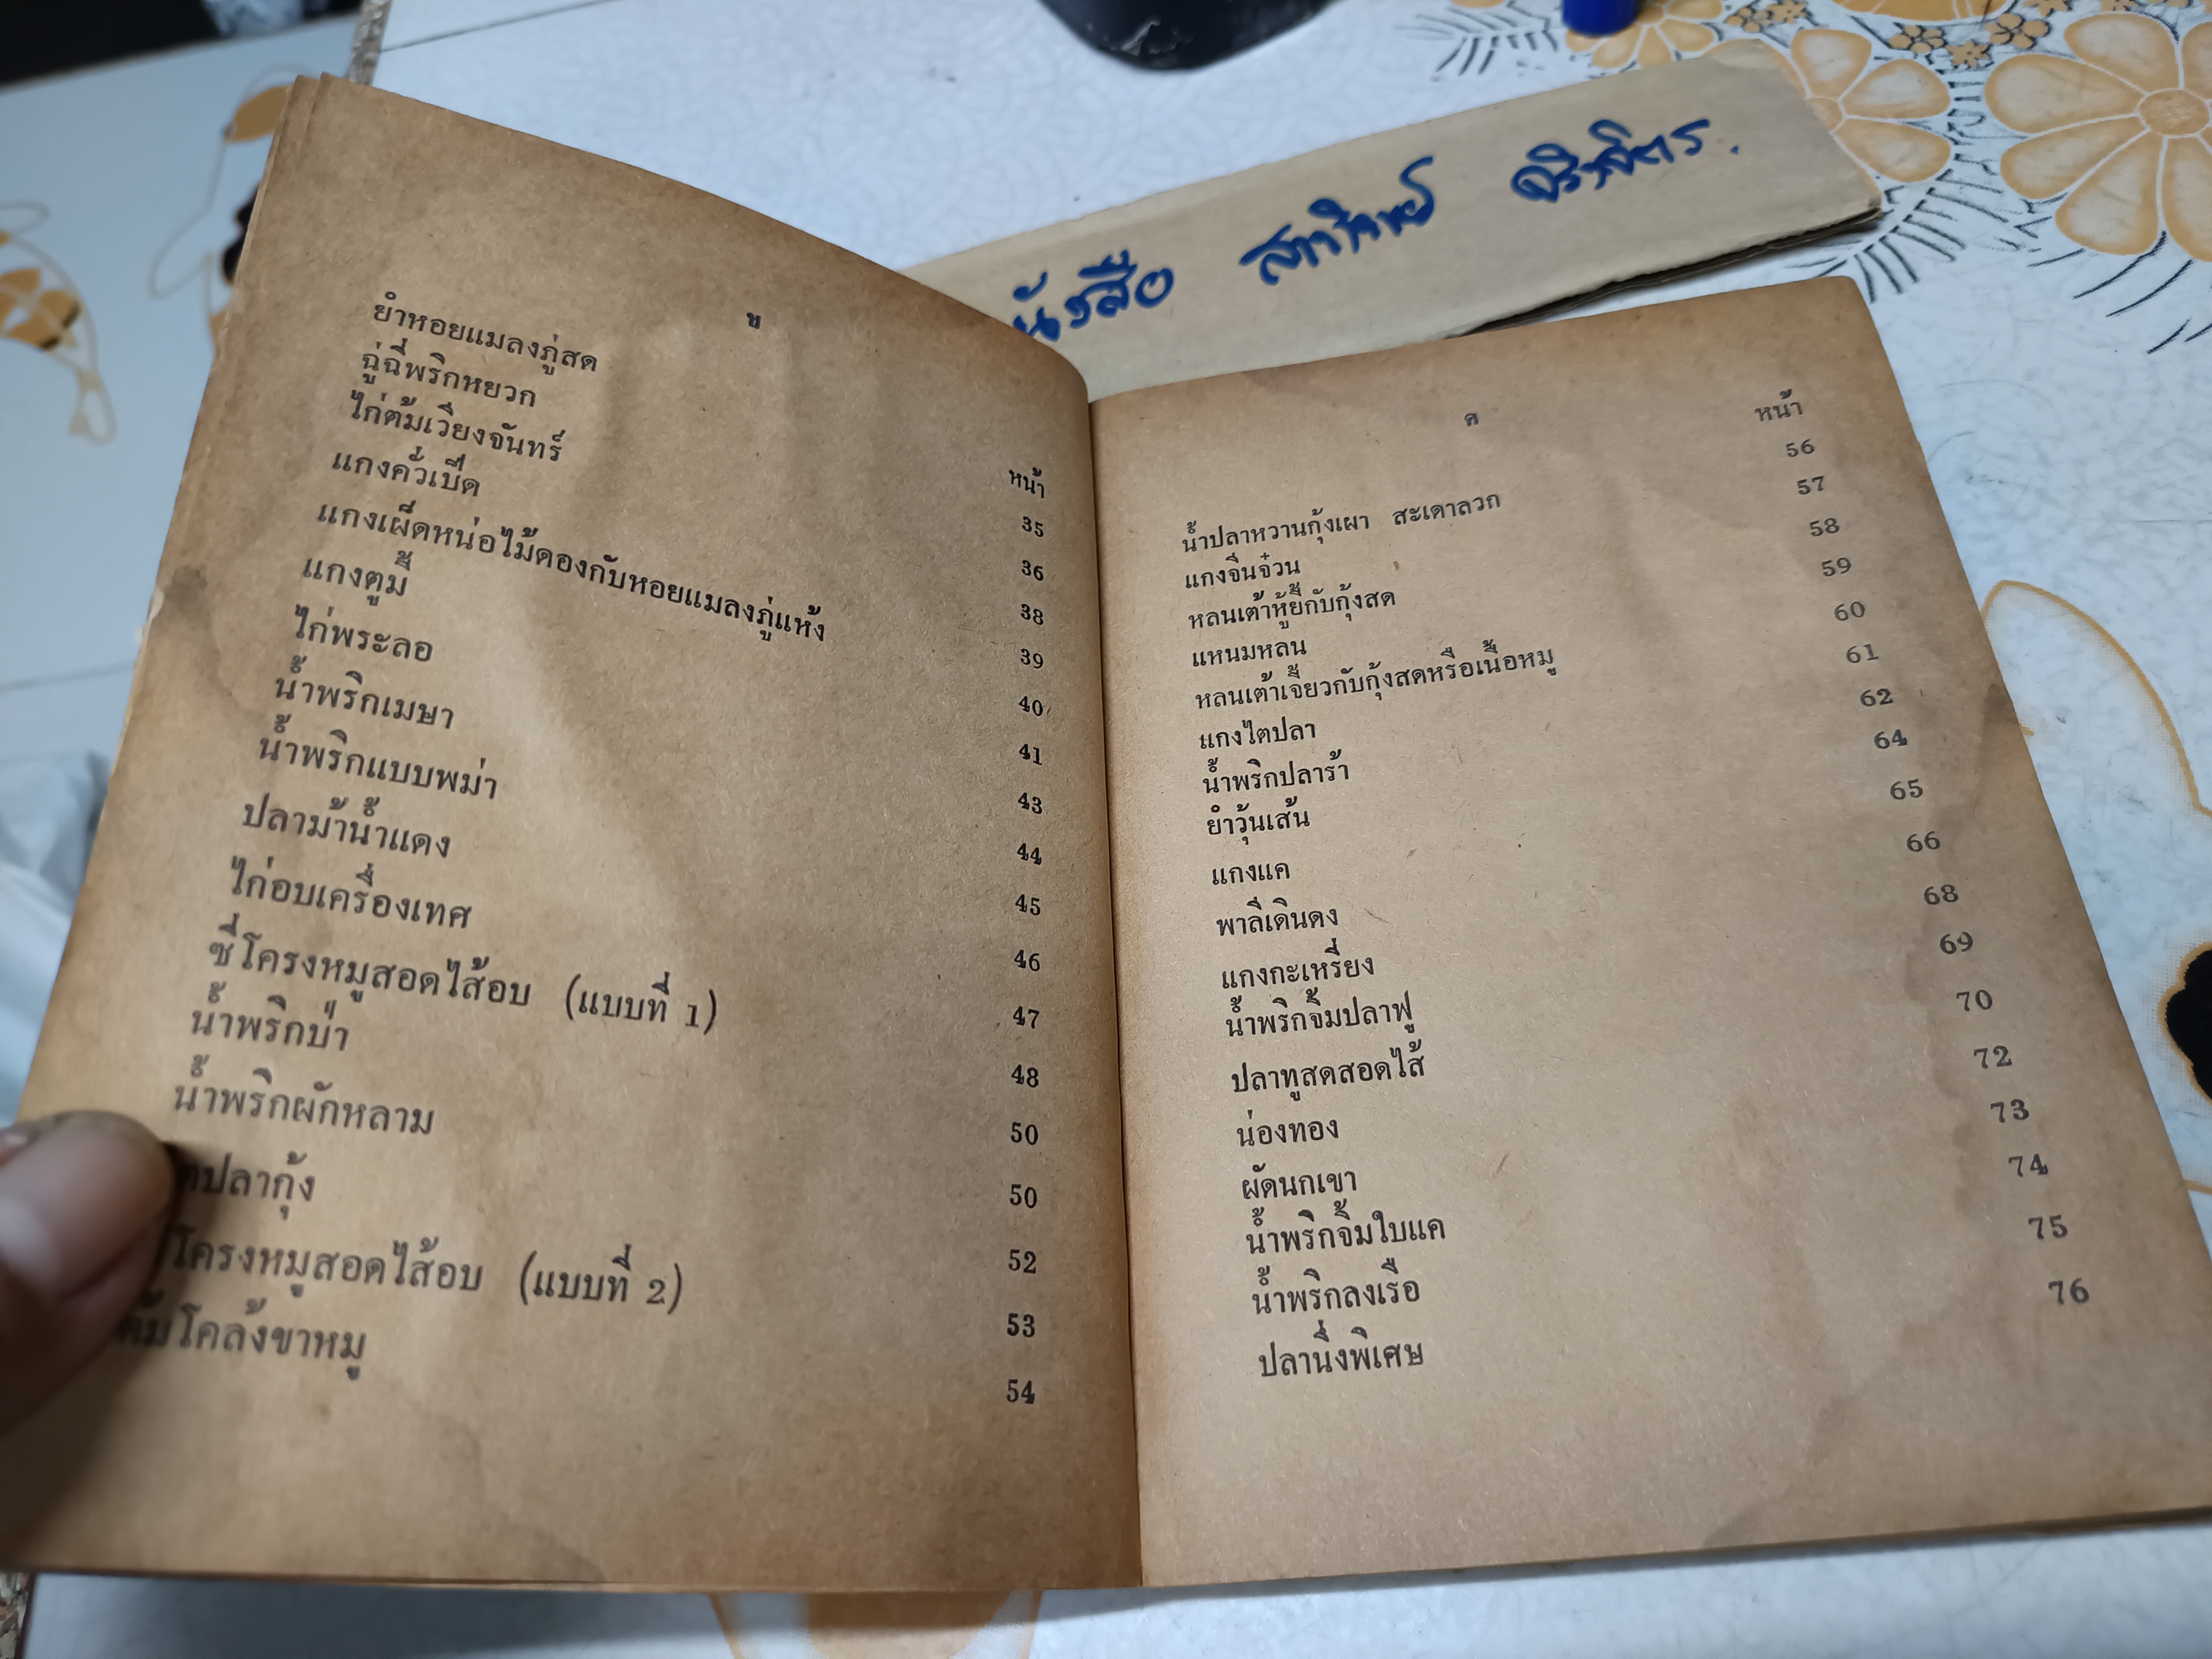 ข
หน้า
ยำหอยแมลงภู่สด 35
ฉู่ฉี่พริกหยวก 36
ไก่ต้มเวียงจันทร์ 38
แกงคั่วเป็ด 39
แกงเผ็ดหน่อไม้ดองกับหอยแมลงภู่แห้ง 40
แกงตูมี้ 41
ไก่พระลอ 43
น้ำพริกเมษา 44
น้ำพริกแบบพม่า 45
ปลาม้าน้ำแดง 46
ไก่อบเครื่องเทศ 47
ซี่โครงหมูสอดไส้อบ (แบบที่ 1) 48
น้ำพริกป่า 50
น้ำพริกผักหลาม 50
ปลากุ้ง 52
โครงหมูสอดไส้อบ (แบบที่ 2) 53
ต้มโคล้งขาหมู 54
นังสือ
ค
หน้า
น้ำปลาหวานกุ้งเผา สะเดาลวก 56
แกงจีนจ๋วน 57
หลนเต้าหู้ยี้กับกุ้งสด 58
แหนมหลน 59
หลนเต้าเจี้ยวกับกุ้งสดหรือเนื้อหมู 60
แกงไตปลา 61
น้ำพริกปลาร้า 62
ยำวุ้นเส้น 64
แกงแค 65
พาลีเดินดง 66
แกงกะเหรี่ยง 68
น้ำพริกจิ้มปลาฟู 69
ปลาทูสดสอดไส้ 70
น่องทอง 72
ผัดนกเขา 73
น้ำพริกจิ้มใบแค 74
น้ำพริกลงเรือ 75
ปลานึ่งพิเศษ 76